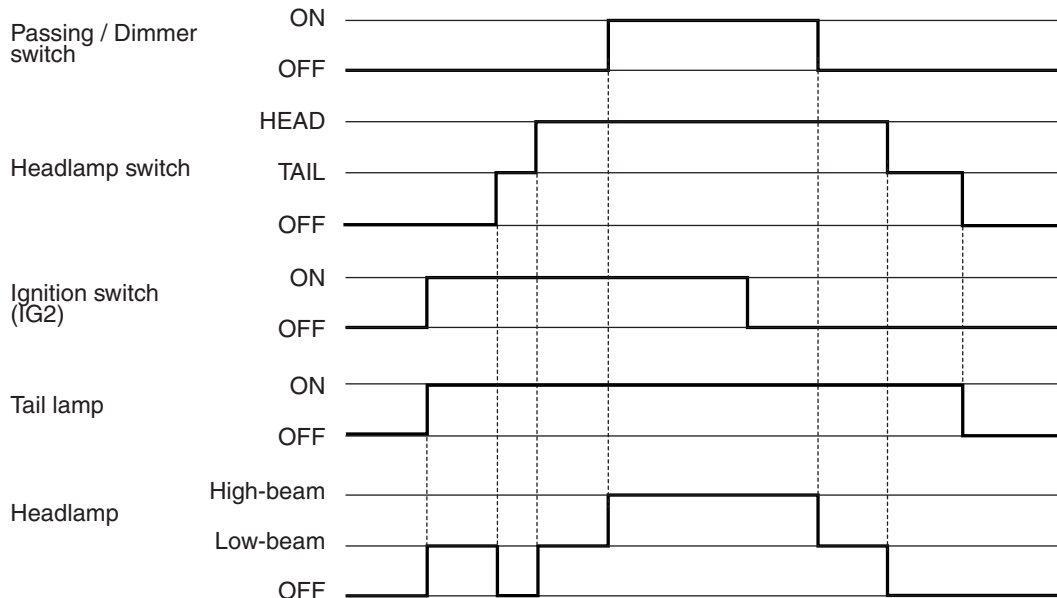 Passing / Dimmer
switch
ON
OFF
Headlamp switch
HEAD
TAIL
OFF
Ignition switch
(IG2)
ON
OFF
Tail lamp
ON
OFF
Headlamp
High-beam
Low-beam
OFF